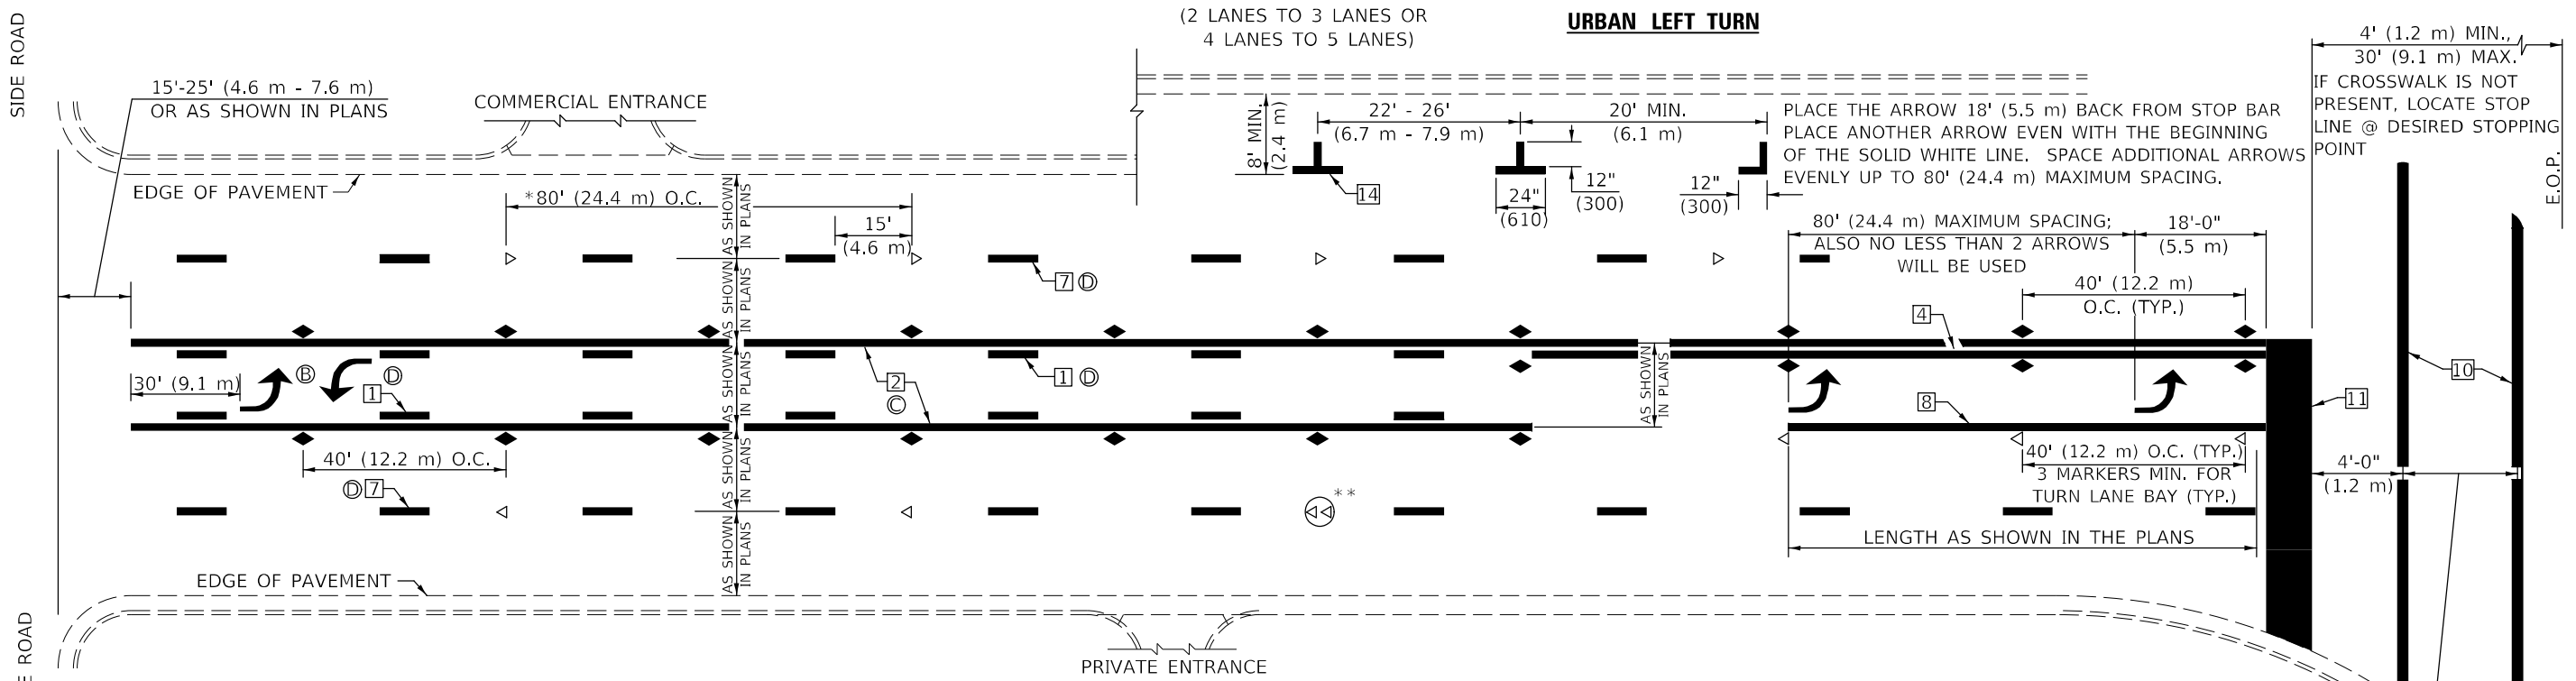 (2 LANES TO 3 LANES OR
4 LANES TO 5 LANES)
URBAN LEFT TURN
SIDE ROAD
15'-25' (4.6 m - 7.6 m)
OR AS SHOWN IN PLANS
COMMERCIAL ENTRANCE
EDGE OF PAVEMENT
*80' (24.4 m) O.C.
15'
(4.6 m)
AS SHOWN
IN PLANS
8' MIN.
(2.4 m)
22' - 26'
(6.7 m - 7.9 m)
20' MIN.
(6.1 m)
14
24"
(610)
12"
(300)
12"
(300)
PLACE THE ARROW 18' (5.5 m) BACK FROM STOP BAR
PLACE ANOTHER ARROW EVEN WITH THE BEGINNING
OF THE SOLID WHITE LINE. SPACE ADDITIONAL ARROWS
EVENLY UP TO 80' (24.4 m) MAXIMUM SPACING.
4' (1.2 m) MIN.,
30' (9.1 m) MAX.
IF CROSSWALK IS NOT
PRESENT, LOCATE STOP
LINE @ DESIRED STOPPING
POINT
E.O.P.
80' (24.4 m) MAXIMUM SPACING;
ALSO NO LESS THAN 2 ARROWS
WILL BE USED
18'-0"
(5.5 m)
40' (12.2 m)
O.C. (TYP.)
7 D
AS SHOWN
IN PLANS
4
30' (9.1 m)
B
D
1
AS SHOWN
IN PLANS
2
C
1 D
AS SHOWN
IN PLANS
8
11
10
40' (12.2 m) O.C.
D 7
AS SHOWN
IN PLANS
**
40' (12.2 m) O.C. (TYP.)
3 MARKERS MIN. FOR
TURN LANE BAY (TYP.)
4'-0"
(1.2 m)
LENGTH AS SHOWN IN THE PLANS
AS SHOWN
IN PLANS
EDGE OF PAVEMENT
PRIVATE ENTRANCE
E ROAD